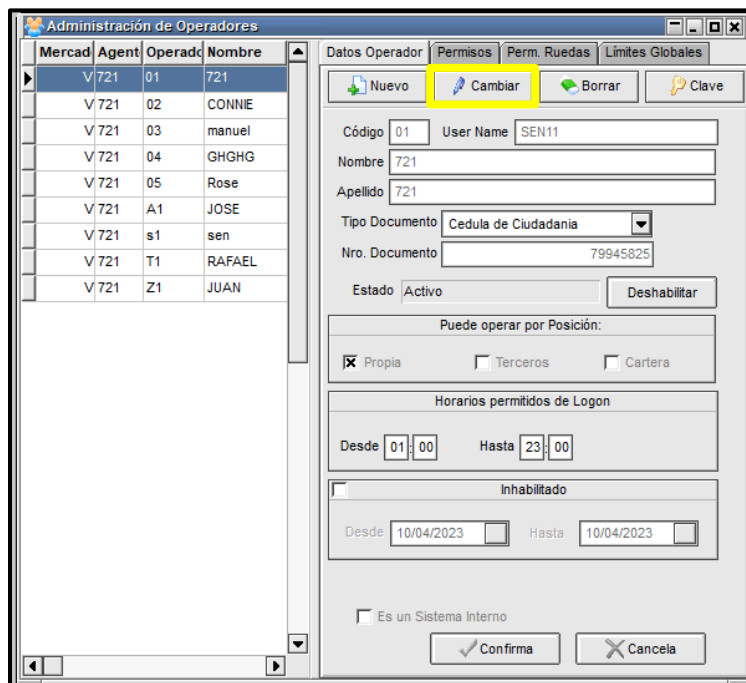 Administración de Operadores
Mercad Agent Operado Nombre
V 721 01 721
V 721 02 CONNIE
V 721 03 manuel
V 721 04 GHGHG
V 721 05 Rose
V 721 A1 JOSE
V 721 s1 sen
V 721 T1 RAFAEL
V 721 Z1 JUAN
Datos Operador Permisos Perm. Ruedas Límites Globales
Nuevo Cambiar Borrar Clave
Código 01 User Name SEN11
Nombre 721
Apellido 721
Tipo Documento Cedula de Ciudadania
Nro. Documento 79945825
Estado Activo Deshabilitar
Puede operar por Posición:
Propia Terceros Cartera
Horarios permitidos de Logon
Desde 01:00 Hasta 23:00
Inhabilitado
Desde 10/04/2023 Hasta 10/04/2023
Es un Sistema Interno
Confirma Cancela